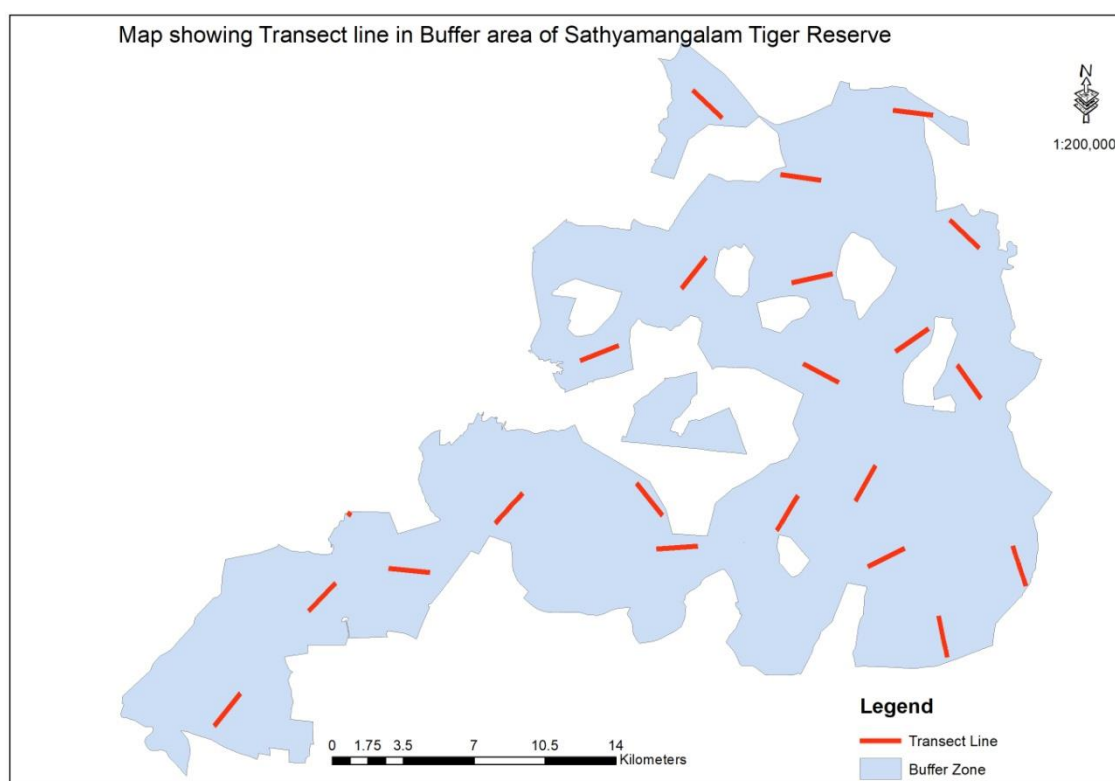 Map showing Transect line in Buffer area of Sathyamangalam Tiger Reserve
N
1:200,000
Legend
Transect Line
Buffer Zone
0 1.75 3.5 7 10.5 14
Kilometers